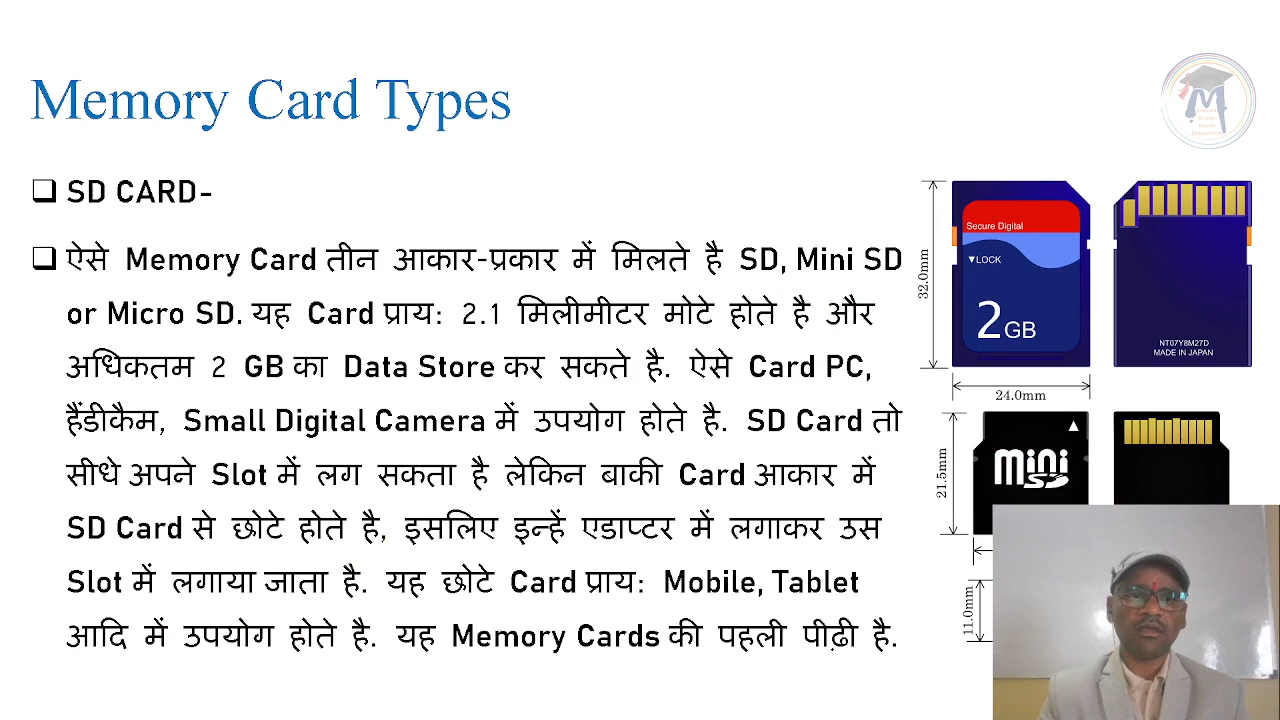 Memory Card Types
❑ SD CARD-
❑ ऐसे Memory Card तीन आकार-प्रकार में मिलते है SD, Mini SD
or Micro SD. यह Card प्राय: 2.1 मिलीमीटर मोटे होते है और
अधिकतम 2 GB का Data Store कर सकते है. ऐसे Card PC,
हैंडीकैम, Small Digital Camera में उपयोग होते है. SD Card तो
सीधे अपने Slot में लग सकता है लेकिन बाकी Card आकार में
SD Card से छोटे होते है, इसलिए इन्हें एडाप्टर में लगाकर उस
Slot में लगाया जाता है. यह छोटे Card प्राय: Mobile, Tablet
आदि में उपयोग होते है. यह Memory Cards की पहली पीढ़ी है.
32.0mm
Secure Digital
▼LOCK
2GB
NT07Y8M27D
MADE IN JAPAN
24.0mm
21.5mm
mini
SD
11.0mm